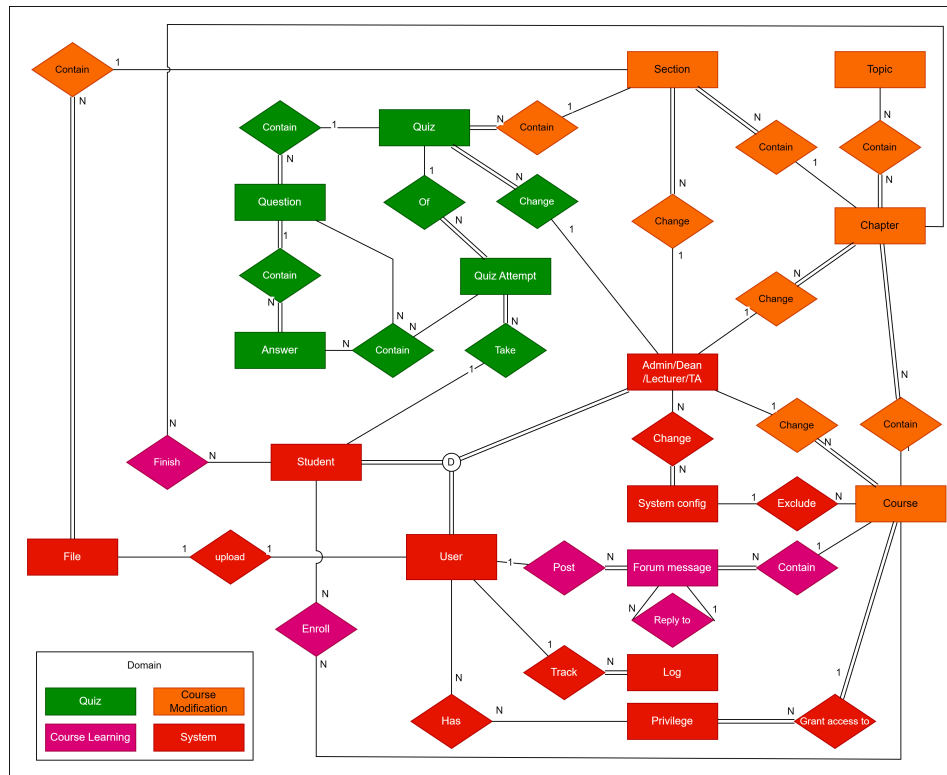 Contain
1
Section
Topic
N
1
N
N
N
Contain
1
Quiz
N
Contain
Contain
Contain
N
1
N
1
N
N
Question
Of
Change
N
Change
Chapter
1
N
1
1
Contain
Quiz Attempt
N
Change
N
N
1
N
N
Answer
N
Contain
Take
1
Admin/Dean
/Lecturer/TA
N
N
1
1
Change
Change
Contain
N
N
1
Finish
N
Student
D
N
System config
1
Exclude
N
Course
File
1
upload
1
User
1
Post
N
Forum message
N
Contain
1
N
Enroll
N
Reply to
1
1
Domain
N
Track
N
Log
1
N
Quiz
Course
Modification
Has
N
Privilege
N
Grant access to
Course Learning
System